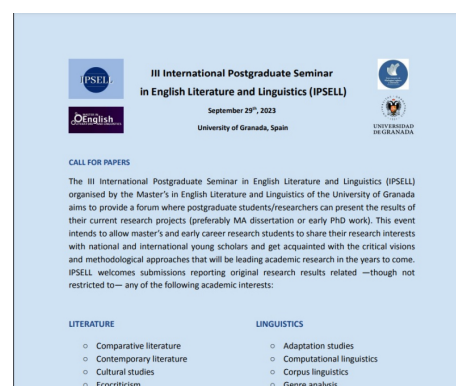 IPSELL
III International Postgraduate Seminar
in English Literature and Linguistics (IPSELL)
September 29th, 2023
University of Granada, Spain
English
UNIVERSIDAD
DE GRANADA
CALL FOR PAPERS
The III International Postgraduate Seminar in English Literature and Linguistics (IPSELL)
organised by the Master's in English Literature and Linguistics of the University of Granada
aims to provide a forum where postgraduate students/researchers can present the results of
their current research projects (preferably MA dissertation or early PhD work). This event
intends to allow master's and early career research students to share their research interests
with national and international young scholars and get acquainted with the critical visions
and methodological approaches that will be leading academic research in the years to come.
IPSELL welcomes submissions reporting original research results related —though not
restricted to— any of the following academic interests:
LITERATURE
○ Comparative literature
○ Contemporary literature
○ Cultural studies
○ Ecocriticism
LINGUISTICS
○ Adaptation studies
○ Computational linguistics
○ Corpus linguistics
○ Genre analysis